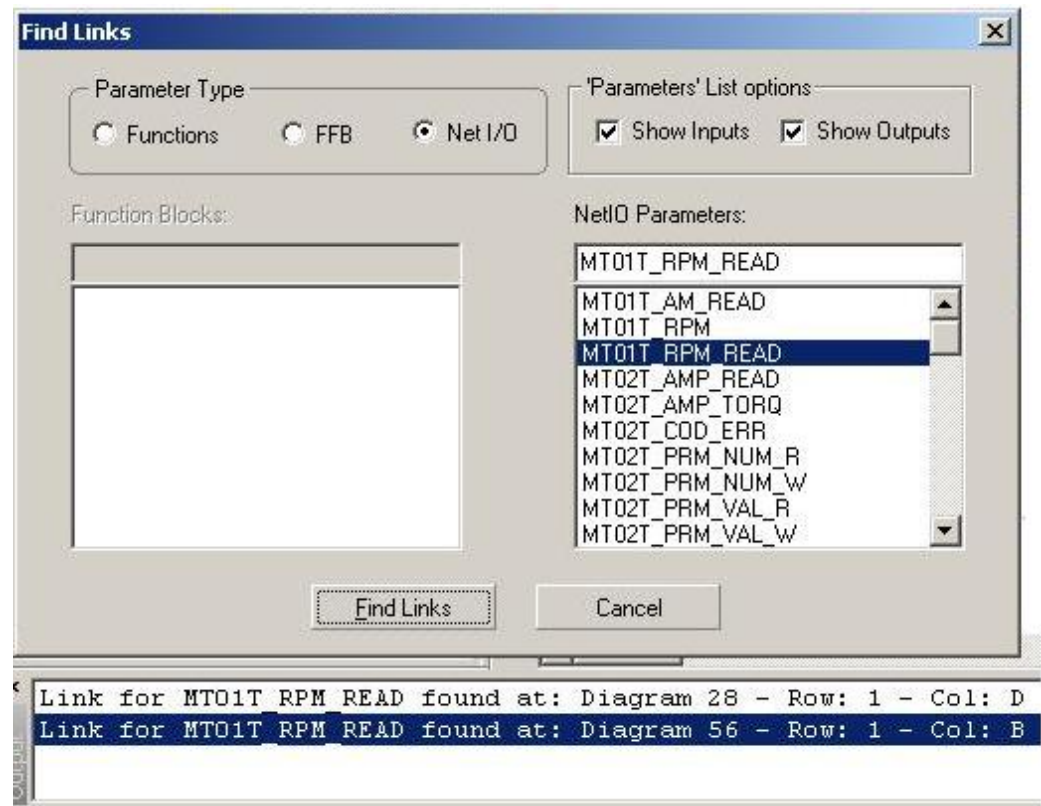 Find Links
Parameter Type
Functions
FFB
Net I/O
'Parameters' List options
Show Inputs
Show Outputs
Function Blocks:
NetIO Parameters:
MT01T_RPM_READ
MT01T_AM_READ
MT01T_RPM
MT01T_RPM_READ
MT02T_AMP_READ
MT02T_AMP_TORQ
MT02T_COD_ERR
MT02T_PRM_NUM_R
MT02T_PRM_NUM_W
MT02T_PRM_VAL_R
MT02T_PRM_VAL_W
Find Links
Cancel
Link for MT01T_RPM_READ found at: Diagram 28 - Row: 1 - Col: D
Link for MT01T_RPM_READ found at: Diagram 56 - Row: 1 - Col: B
Output